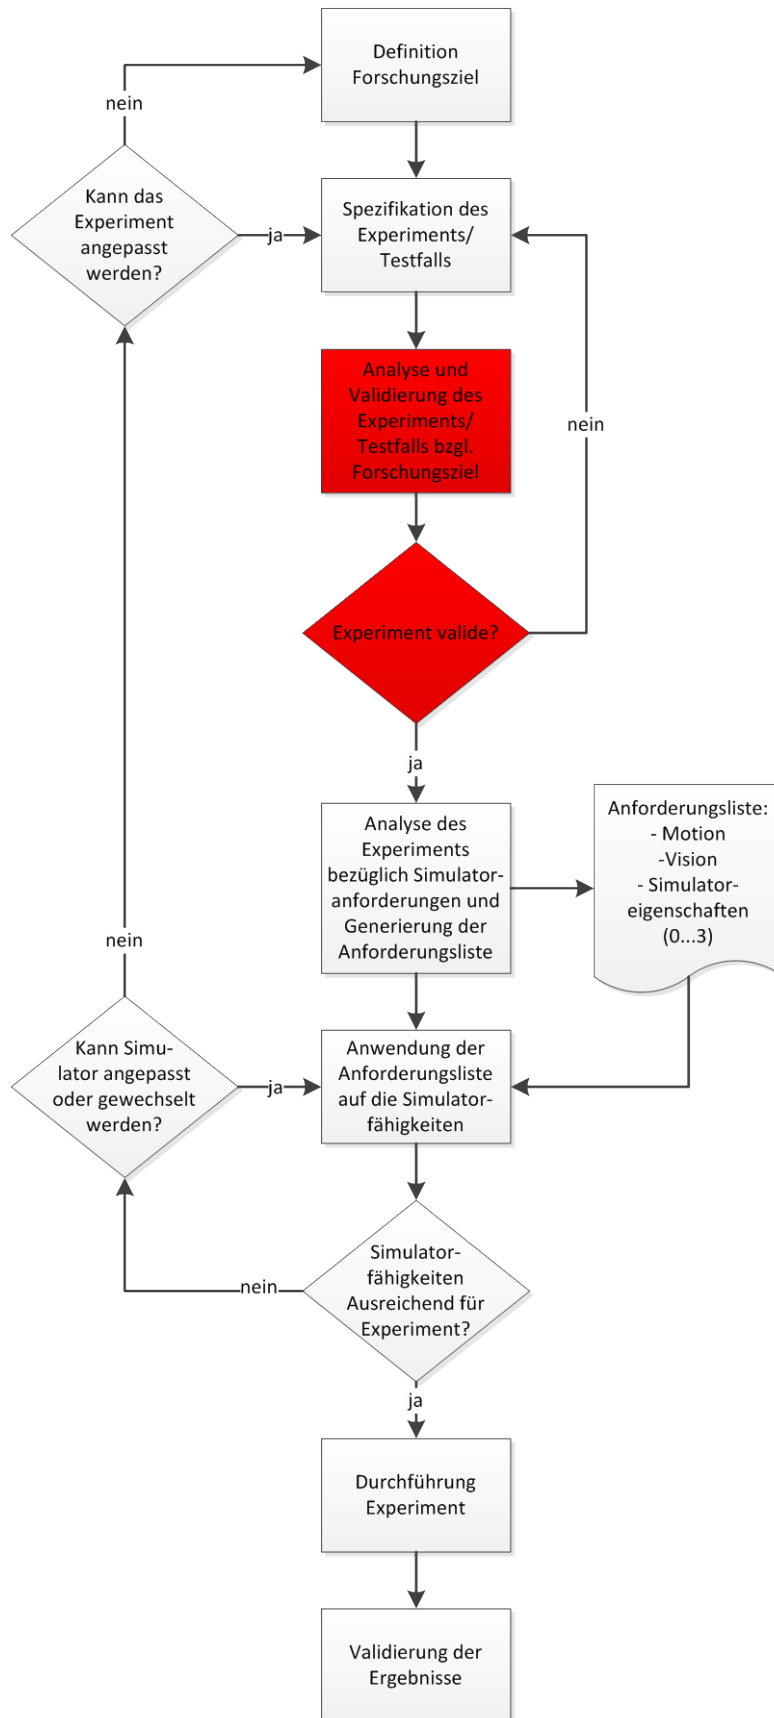 Definition
Forschungsziel
nein
Kann das
Experiment
angepasst
werden?
ja
Spezifikation des
Experiments/
Testfalls
Analyse und
Validierung des
Experiments/
Testfalls bzgl.
Forschungsziel
nein
Experiment valide?
ja
Analyse des
Experiments
bezüglich Simulator-
anforderungen und
Generierung der
Anforderungsliste
Anforderungsliste:
- Motion
-Vision
- Simulator-
eigenschaften
(0...3)
nein
Kann Simu-
lator angepasst
oder gewechselt
werden?
ja
Anwendung der
Anforderungsliste
auf die Simulator-
fähigkeiten
Simulator-
fähigkeiten
Ausreichend für
Experiment?
nein
ja
Durchführung
Experiment
Validierung der
Ergebnisse